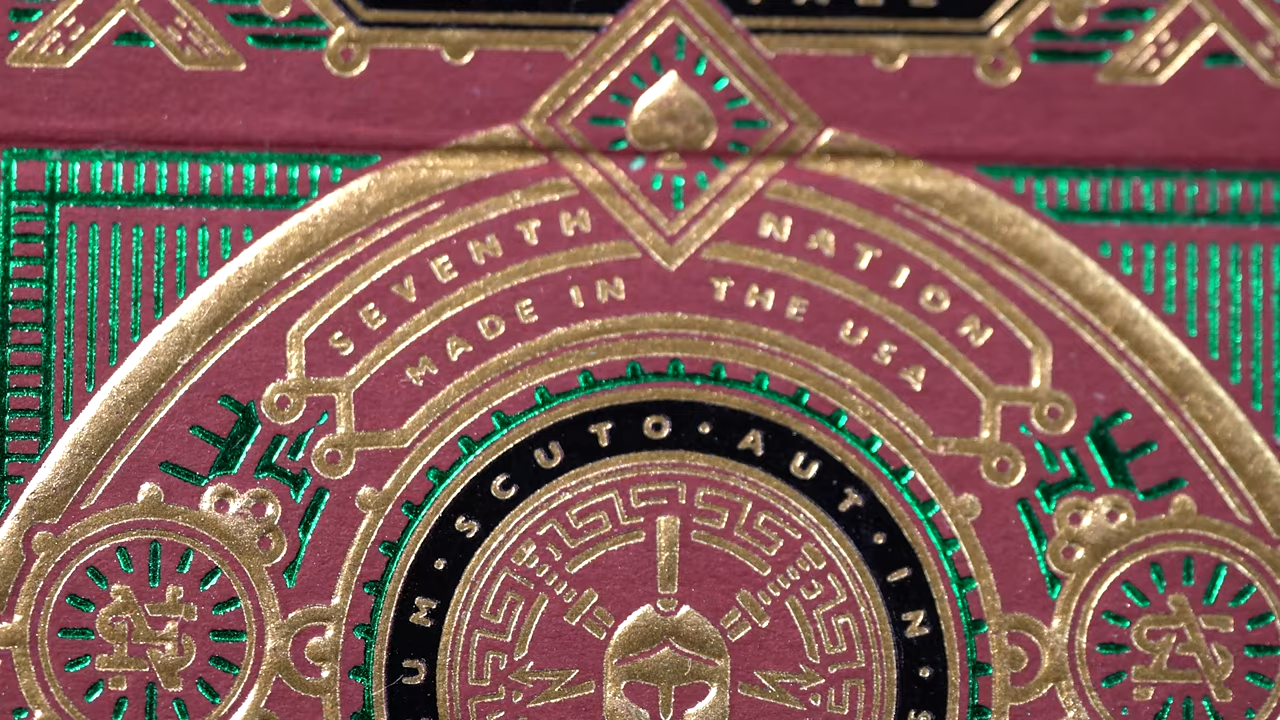 SEVENTH NATION
MADE IN THE USA
UM · SCUTO · AUT · IN · S